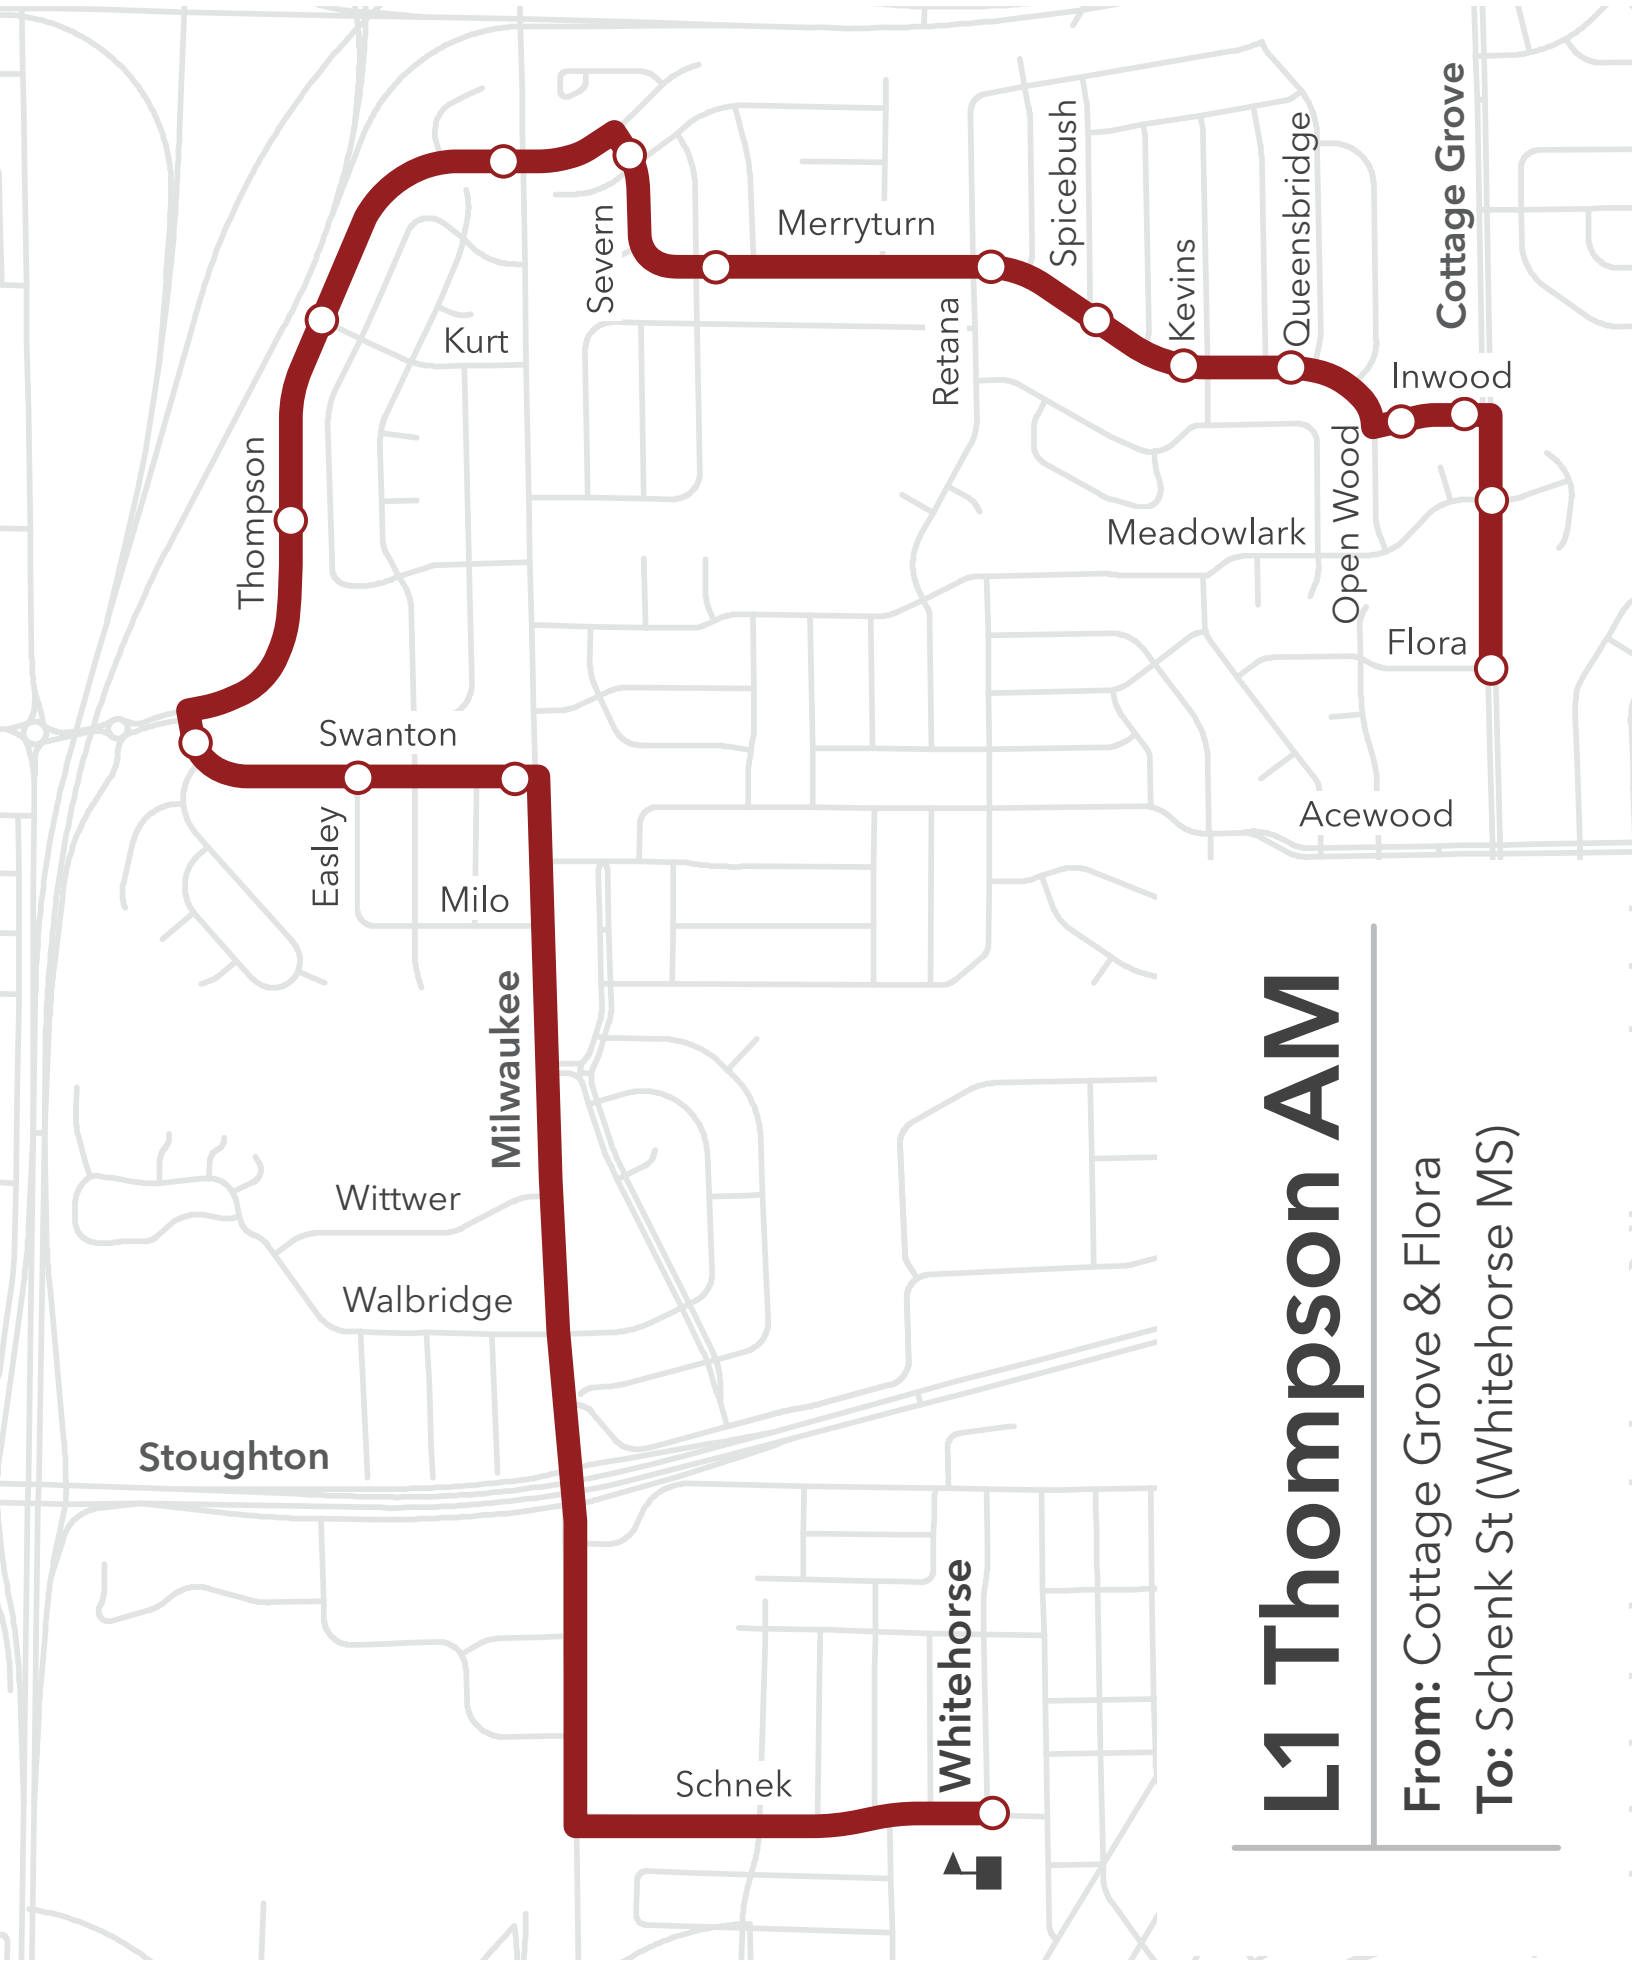 Cottage Grove
Spicebush
Queensbridge
Severn
Merryturn
Kevins
Kurt
Retana
Inwood
Thompson
Meadowlark
Open Wood
Flora
Swanton
Easley
Acewood
Milo
Milwaukee
Wittwer
Walbridge
Stoughton
Whitehorse
Schnek
L1 Thompson AM
From: Cottage Grove & Flora
To: Schenk St (Whitehorse MS)